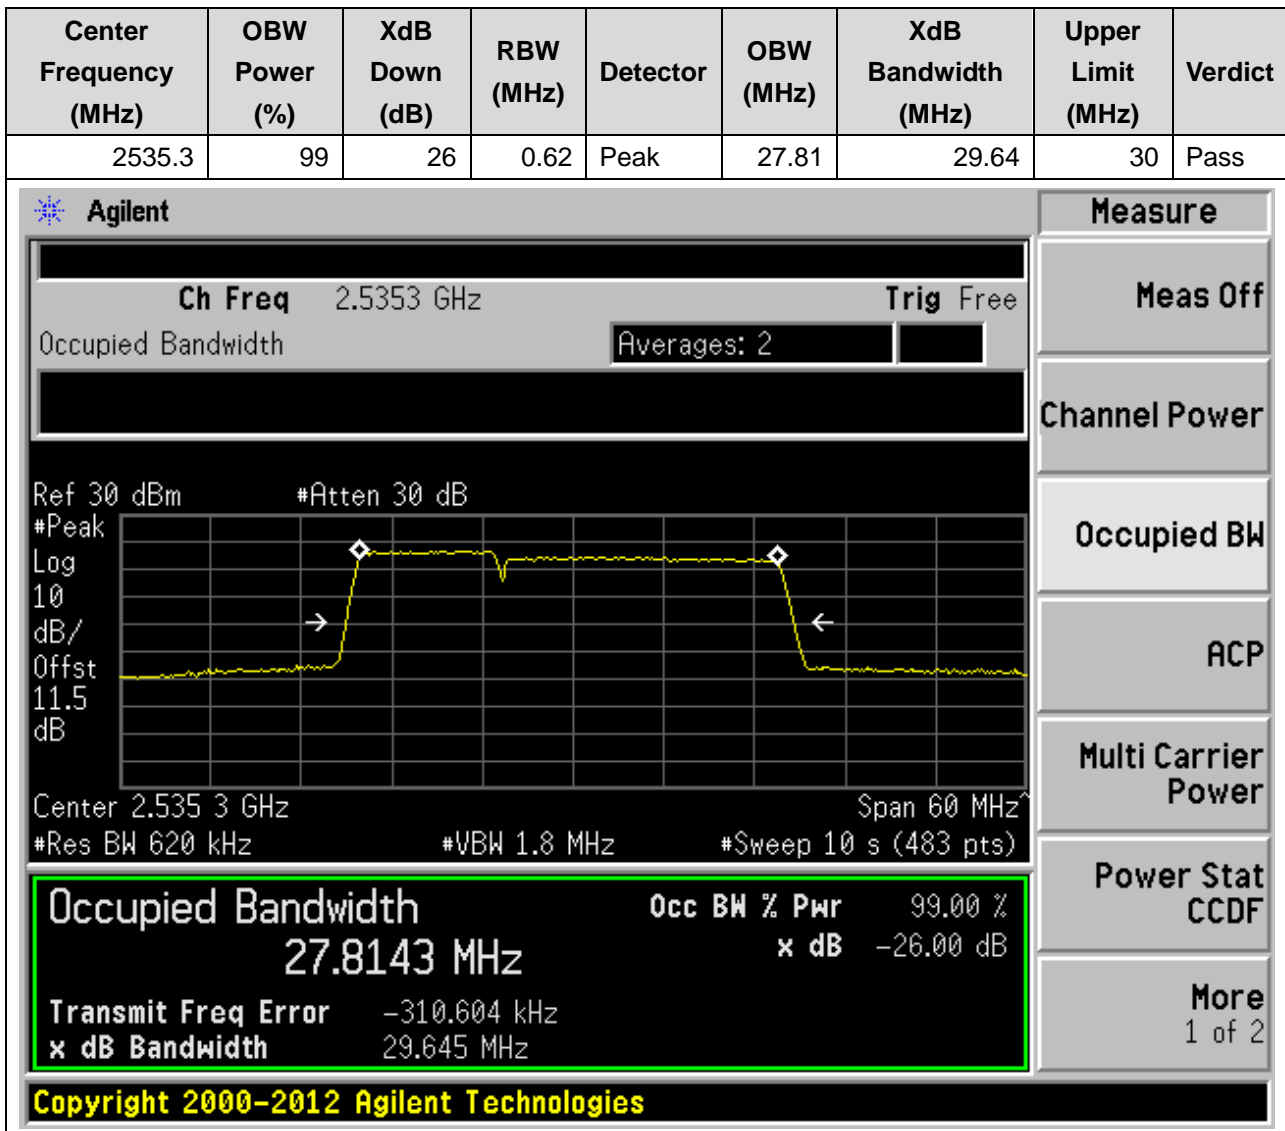 Center Frequency (MHz) OBW Power (%) XdB Down (dB) RBW (MHz) Detector OBW (MHz) XdB Bandwidth (MHz) Upper Limit (MHz) Verdict
2535.3 99 26 0.62 Peak 27.81 29.64 30 Pass
Agilent
Measure
Ch Freq 2.5353 GHz Trig Free
Occupied Bandwidth Averages: 2
Ref 30 dBm #Atten 30 dB
#Peak
Log
10
dB/
Offst
11.5
dB
Center 2.535 3 GHz Span 60 MHz^
#Res BW 620 kHz #VBW 1.8 MHz #Sweep 10 s (483 pts)
Occupied Bandwidth Occ BW % Pwr 99.00 %
27.8143 MHz x dB -26.00 dB
Transmit Freq Error -310.604 kHz
x dB Bandwidth 29.645 MHz
Meas Off
Channel Power
Occupied BW
ACP
Multi Carrier
Power
Power Stat
CCDF
More
1 of 2
Copyright 2000-2012 Agilent Technologies